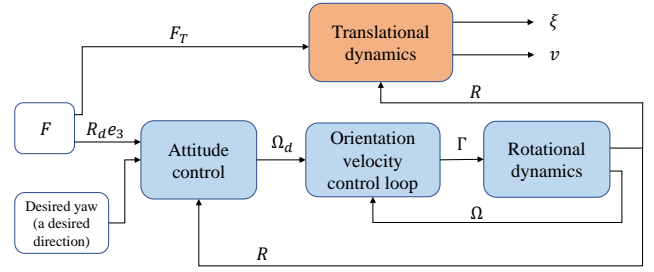 F_T
Translational
dynamics
ξ
v
R
F
R_d e_3
Attitude
control
Ω_d
Orientation
velocity
control loop
Γ
Rotational
dynamics
Desired yaw
(a desired
direction)
Ω
R